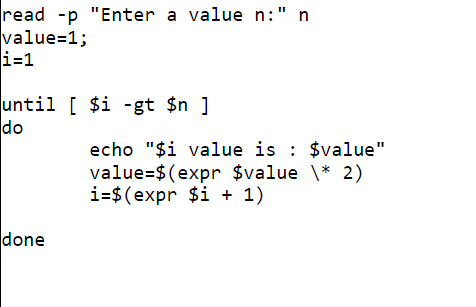 read -p "Enter a value n:" n
value=1;
i=1
until [ $i -gt $n ]
do
echo "$i value is : $value"
value=$(expr $value \* 2)
i=$(expr $i + 1)
done